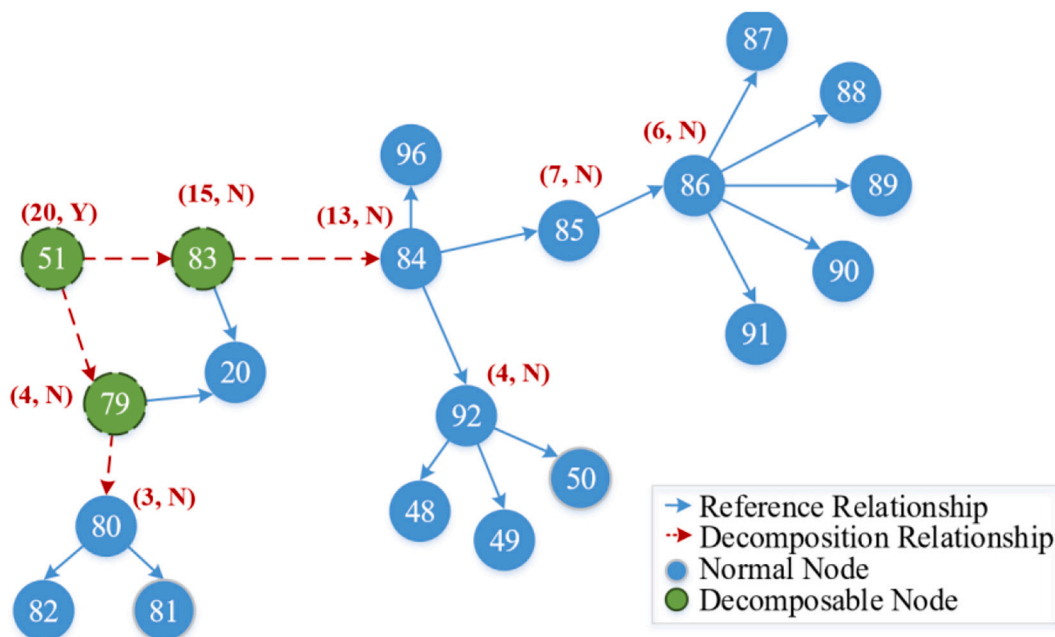 87
88
(6, N)
96
86
89
(7, N)
(15, N)
(20, Y)
(13, N)
85
51
83
84
90
91
20
(4, N)
79
(4, N)
92
50
48
49
(3, N)
80
82
81
Reference Relationship
Decomposition Relationship
Normal Node
Decomposable Node